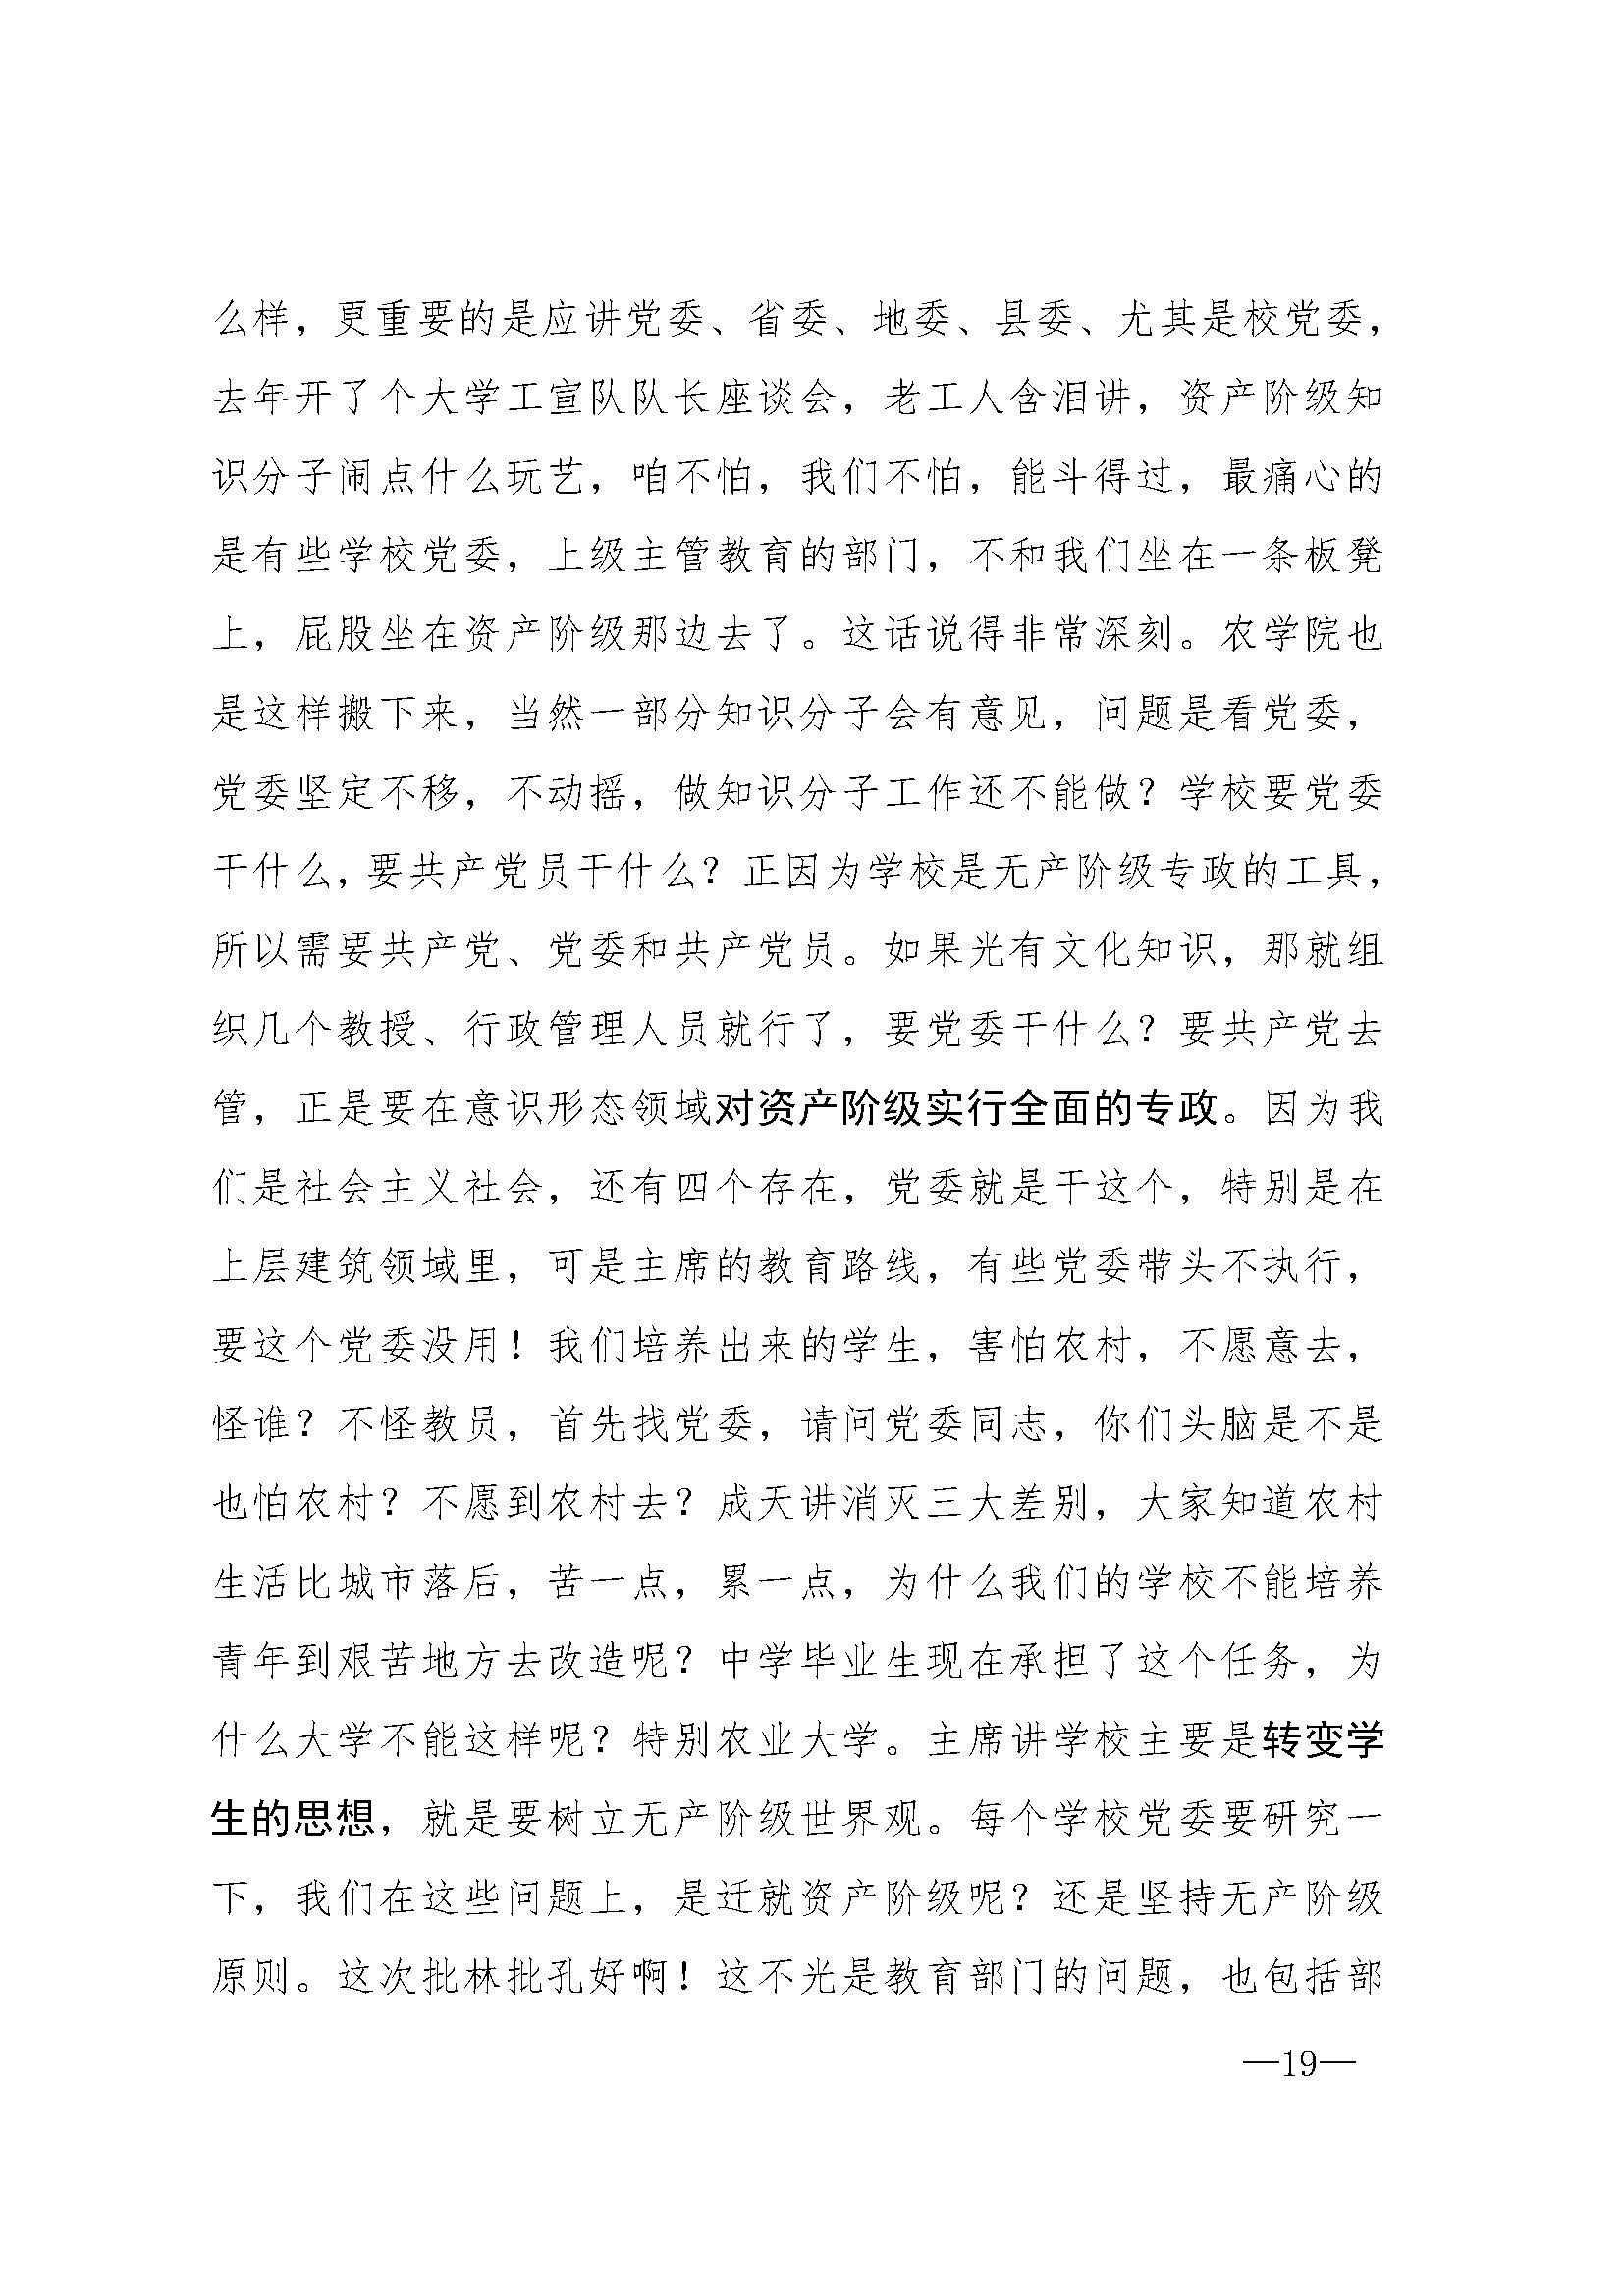 么样，更重要的是应讲党委、省委、地委、县委、尤其是校党委，
去年开了个大学工宣队队长座谈会，老工人含泪讲，资产阶级知
识分子闹点什么玩艺，咱不怕，我们不怕，能斗得过，最痛心的
是有些学校党委，上级主管教育的部门，不和我们坐在一条板凳
上，屁股坐在资产阶级那边去了。这话说得非常深刻。农学院也
是这样搬下来，当然一部分知识分子会有意见，问题是看党委，
党委坚定不移，不动摇，做知识分子工作还不能做？学校要党委
干什么，要共产党员干什么？正因为学校是无产阶级专政的工具，
所以需要共产党、党委和共产党员。如果光有文化知识，那就组
织几个教授、行政管理人员就行了，要党委干什么？要共产党去
管，正是要在意识形态领域对资产阶级实行全面的专政。因为我
们是社会主义社会，还有四个存在，党委就是干这个，特别是在
上层建筑领域里，可是主席的教育路线，有些党委带头不执行，
要这个党委没用！我们培养出来的学生，害怕农村，不愿意去，
怪谁？不怪教员，首先找党委，请问党委同志，你们头脑是不是
也怕农村？不愿到农村去？成天讲消灭三大差别，大家知道农村
生活比城市落后，苦一点，累一点，为什么我们的学校不能培养
青年到艰苦地方去改造呢？中学毕业生现在承担了这个任务，为
什么大学不能这样呢？特别农业大学。主席讲学校主要是转变学
生的思想，就是要树立无产阶级世界观。每个学校党委要研究一
下，我们在这些问题上，是迁就资产阶级呢？还是坚持无产阶级
原则。这次批林批孔好啊！这不光是教育部门的问题，也包括部
—19—